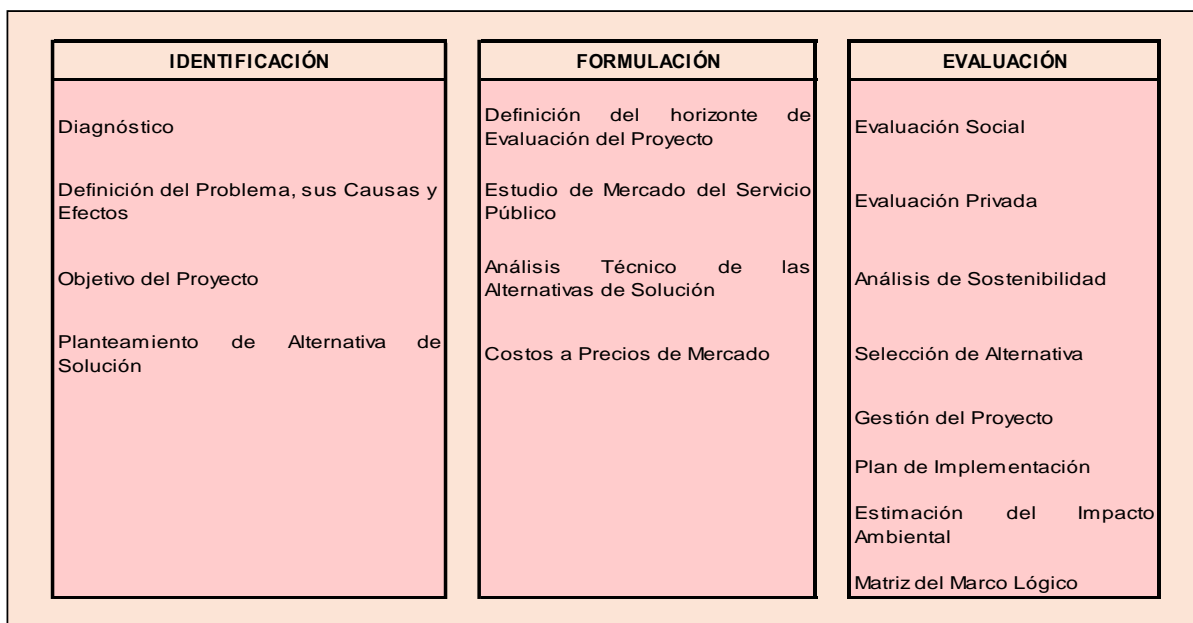 IDENTIFICACIÓN
Diagnóstico
Definición del Problema, sus Causas y
Efectos
Objetivo del Proyecto
Planteamiento de Alternativa de
Solución
FORMULACIÓN
Definición del horizonte de
Evaluación del Proyecto
Estudio de Mercado del Servicio
Público
Análisis Técnico de las
Alternativas de Solución
Costos a Precios de Mercado
EVALUACIÓN
Evaluación Social
Evaluación Privada
Análisis de Sostenibilidad
Selección de Alternativa
Gestión del Proyecto
Plan de Implementación
Estimación del Impacto
Ambiental
Matriz del Marco Lógico